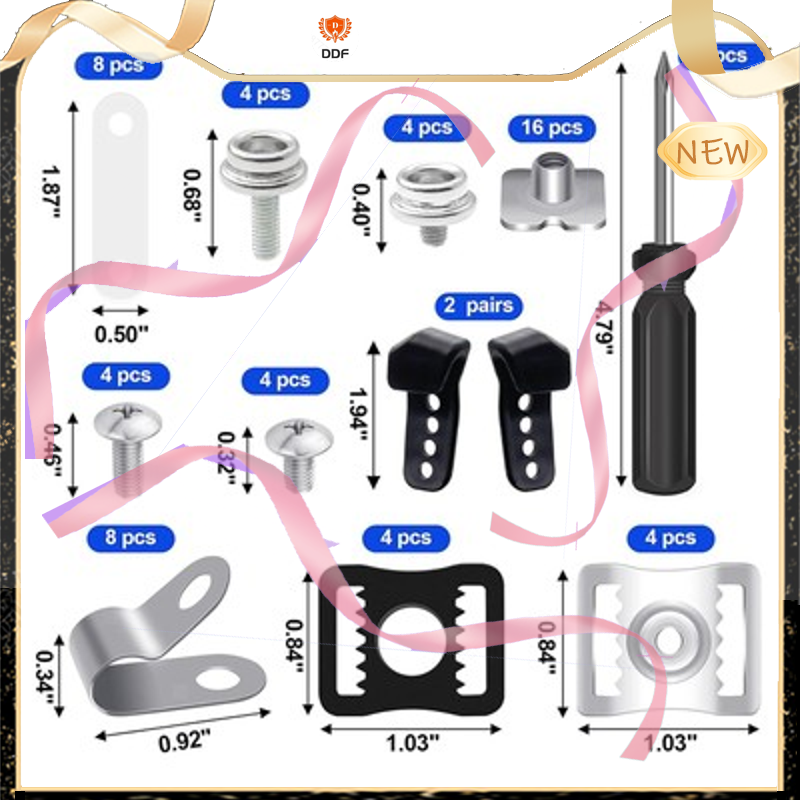 DDF
8 pcs
4 pcs
4 pcs
16 pcs
pcs
NEW
1.87"
0.68"
0.40"
4.79"
0.50"
2 pairs
4 pcs
4 pcs
0.46"
0.32"
1.94"
8 pcs
4 pcs
4 pcs
0.34"
0.84"
0.84"
0.92"
1.03"
1.03"